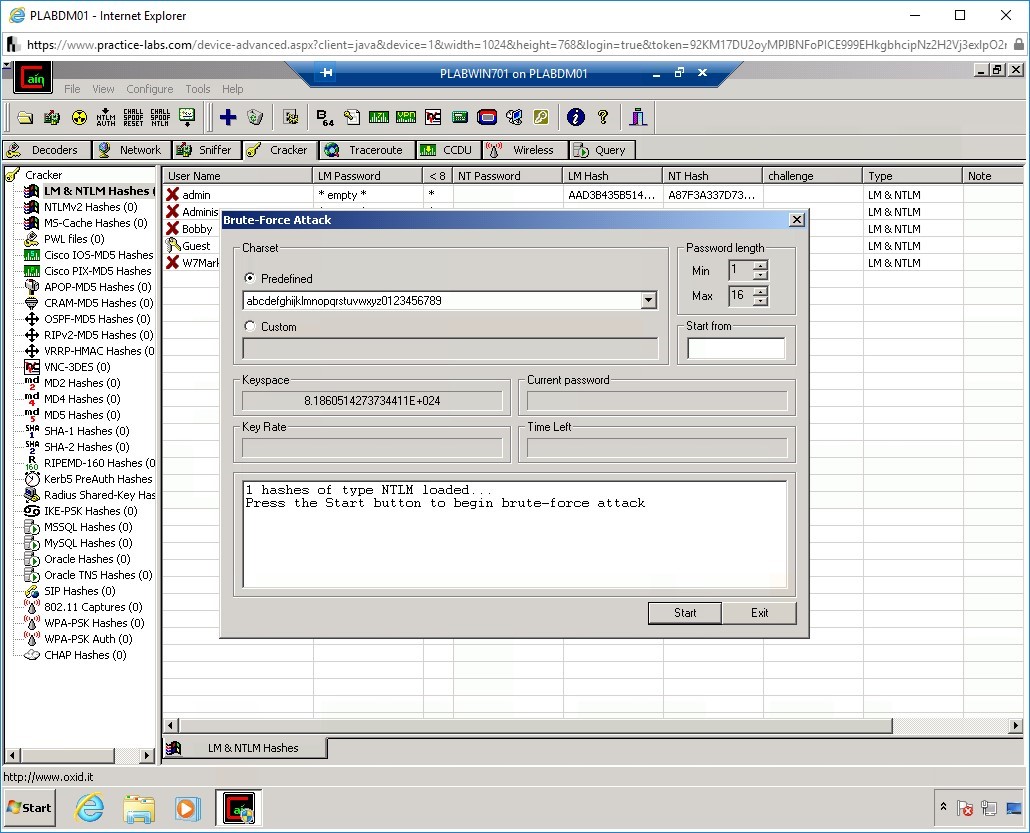 PLABDM01 - Internet Explorer
https://www.practice-labs.com/device-advanced.aspx?client=java&device=1&width=1024&height=768&login=true&token=92KM17DU2oyMPJBNFoPICE999EHkgbhcipNz2H2Vj3exIpO2r
PLABWIN701 on PLABDM01
Cain
File View Configure Tools Help
NTLM AUTH CHALL SPOOF RESET CHALL SPOOF NTLM B64
Decoders Network Sniffer Cracker Traceroute CCDU Wireless Query
Cracker
LM & NTLM Hashes (
NTLMv2 Hashes (0)
MS-Cache Hashes (0)
PWL files (0)
Cisco IOS-MD5 Hashes
Cisco PIX-MD5 Hashes
APOP-MD5 Hashes (0)
CRAM-MD5 Hashes (0)
OSPF-MD5 Hashes (0)
RIPv2-MD5 Hashes (0)
VRRP-HMAC Hashes (0
VNC-3DES (0)
MD2 Hashes (0)
MD4 Hashes (0)
MD5 Hashes (0)
SHA-1 Hashes (0)
SHA-2 Hashes (0)
RIPEMD-160 Hashes (0
Kerb5 PreAuth Hashes
Radius Shared-Key Has
IKE-PSK Hashes (0)
MSSQL Hashes (0)
MySQL Hashes (0)
Oracle Hashes (0)
Oracle TNS Hashes (0)
SIP Hashes (0)
802.11 Captures (0)
WPA-PSK Hashes (0)
WPA-PSK Auth (0)
CHAP Hashes (0)
User Name LM Password < 8 NT Password LM Hash NT Hash challenge Type Note
admin * empty * * AAD3B435B514... A87F3A337D73... LM & NTLM
Adminis LM & NTLM
Bobby LM & NTLM
Guest LM & NTLM
W7Mark LM & NTLM
Brute-Force Attack
Charset
Predefined
abcdefghijklmnopqrstuvwxyz0123456789
Custom
Password length
Min 1
Max 16
Start from
Keyspace
8.1860514273734411E+024
Current password
Key Rate
Time Left
1 hashes of type NTLM loaded...
Press the Start button to begin brute-force attack
Start Exit
LM & NTLM Hashes
http://www.oxid.it
Start